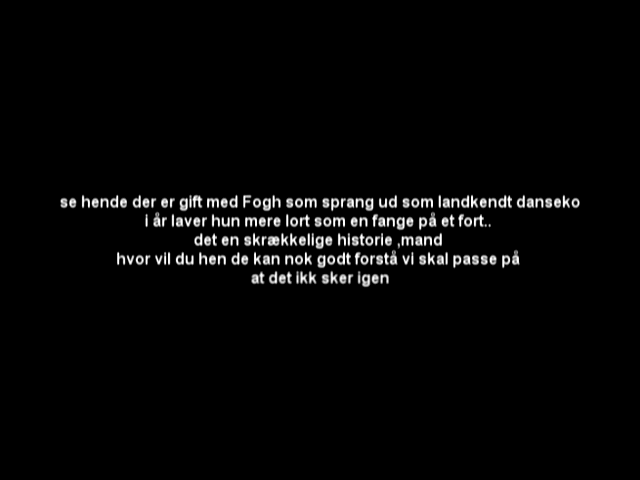 se hende der er gift med Fogh som sprang ud som landkendt danseko
i år laver hun mere lort som en fange på et fort..
det en skrækkelige historie ,mand
hvor vil du hen de kan nok godt forstå vi skal passe på
at det ikk sker igen